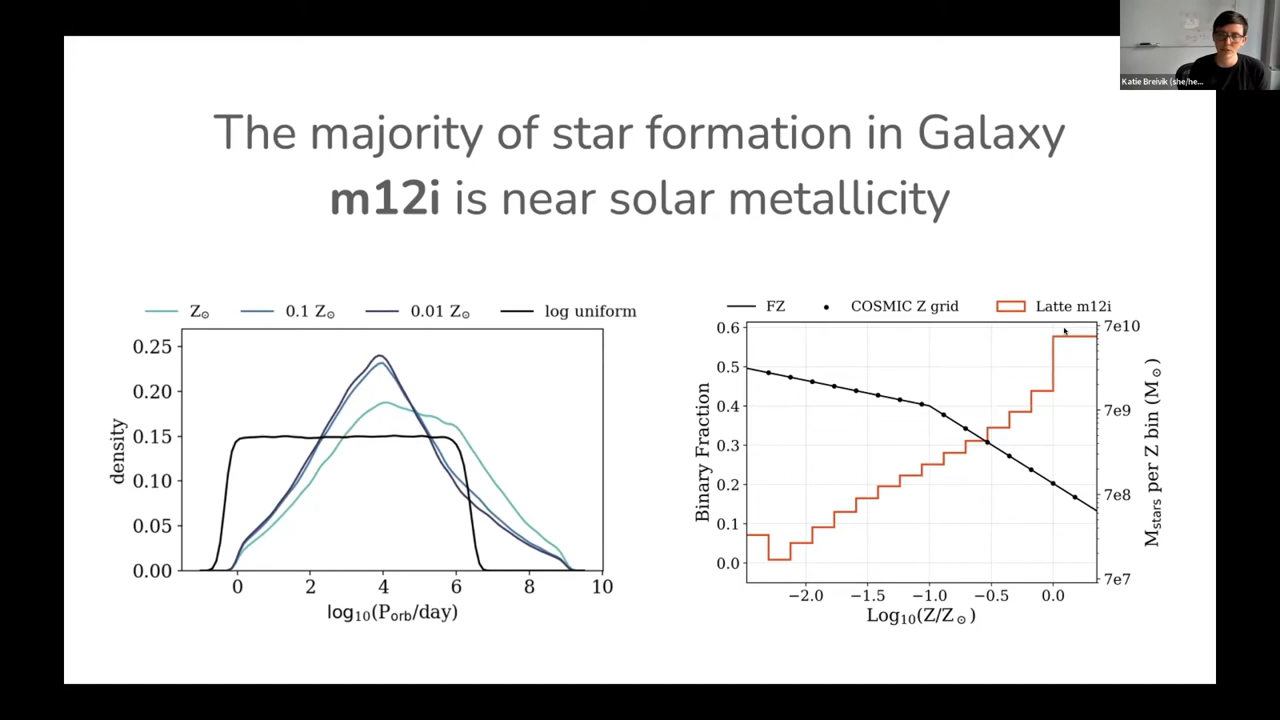 Katie Breivik (she/he...
The majority of star formation in Galaxy
m12i is near solar metallicity
Z⊙ 0.1 Z⊙ 0.01 Z⊙ log uniform
0.25
0.20
0.15
0.10
0.05
0.00
density
0 2 4 6 8 10
log₁₀(Pₒᵣᵦ/day)
FZ COSMIC Z grid Latte m12i
0.6
0.5
0.4
0.3
0.2
0.1
0.0
Binary Fraction
−2.0 −1.5 −1.0 −0.5 0.0
Log₁₀(Z/Z⊙)
7e10
7e9
7e8
7e7
Mstars per Z bin (M⊙)